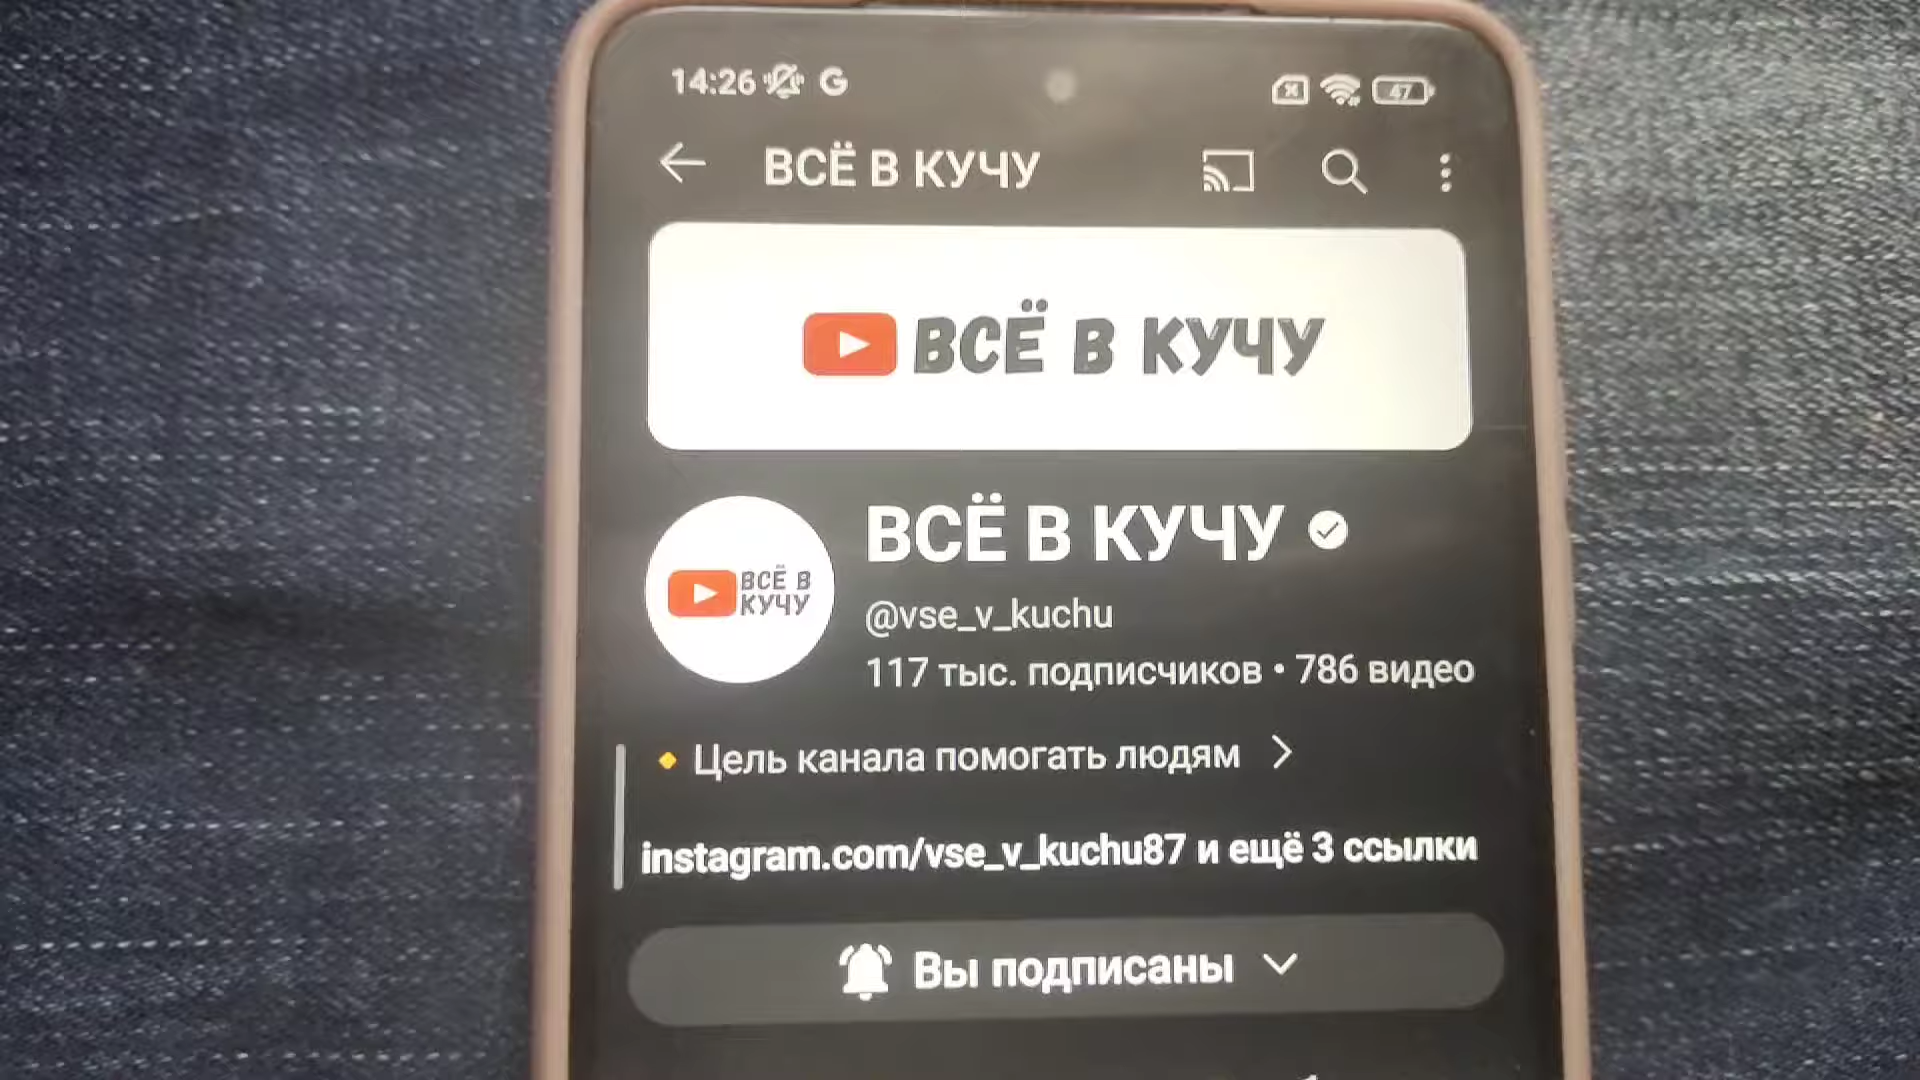 14:26 G 47
ВСЁ В КУЧУ
ВСЁ В КУЧУ
ВСЁ В КУЧУ
ВСЁ В
КУЧУ
@vse_v_kuchu
117 тыс. подписчиков • 786 видео
Цель канала помогать людям
instagram.com/vse_v_kuchu87 и ещё 3 ссылки
Вы подписаны